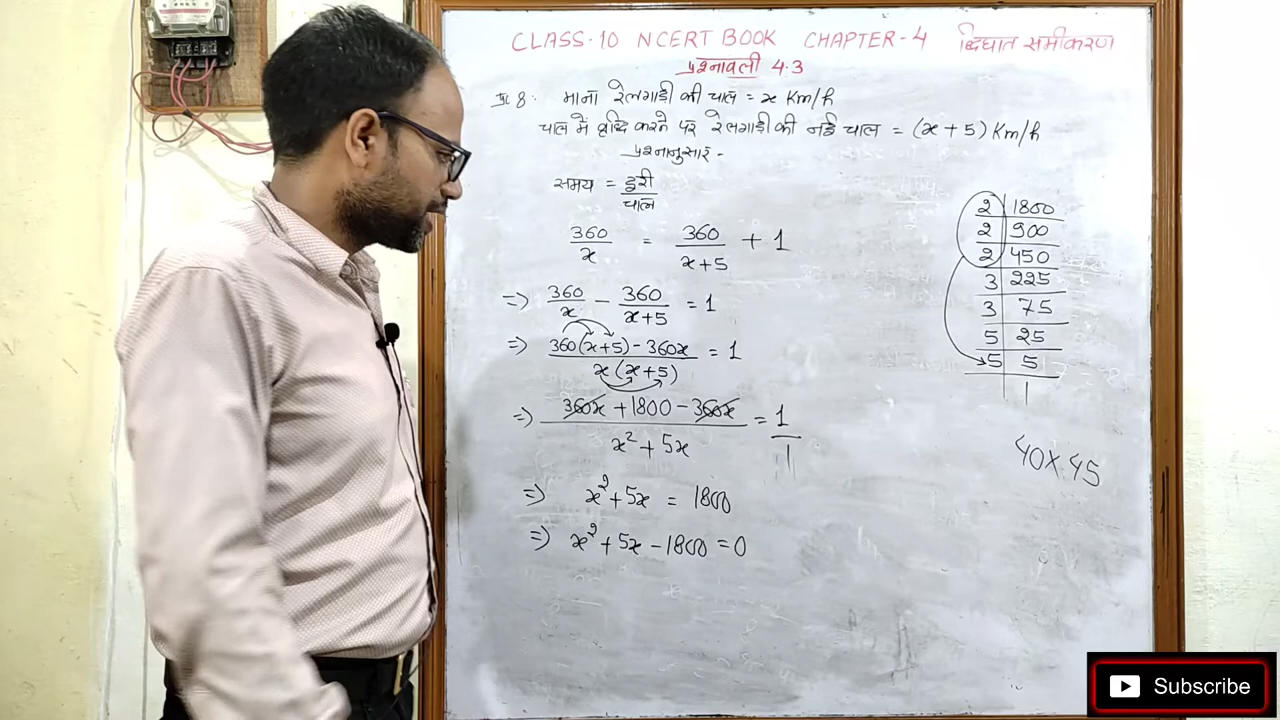 CLASS-10 NCERT BOOK CHAPTER-4 द्विघात समीकरण
प्रश्नावली 4.3
प्र० 8: माना रेलगाड़ी की चाल = x Km/h
चाल में वृद्धि करने पर रेलगाड़ी की नई चाल = (x + 5) Km/h
प्रश्नानुसार -
समय = दूरी/चाल
360/x = 360/x+5 + 1
=> 360/x - 360/x+5 = 1
=> 360(x+5) - 360x/x(x+5) = 1
=> 360x + 1800 - 360x/x² + 5x = 1/1
=> x² + 5x = 1800
=> x² + 5x - 1800 = 0
2 | 1800
2 | 900
2 | 450
3 | 225
3 | 75
5 | 25
5 | 5
1
40 x 45
Subscribe